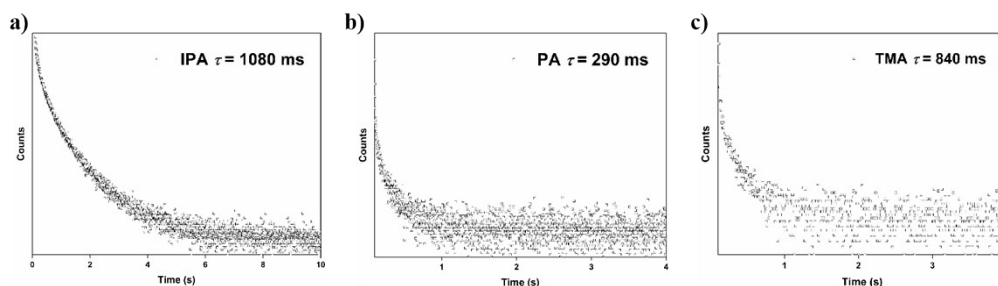 a)
IPA τ = 1080 ms
Counts
0 2 4 6 8 10
Time (s)
b)
PA τ = 290 ms
Counts
1 2 3 4
Time (s)
c)
TMA τ = 840 ms
Counts
1 2 3
Time (s)